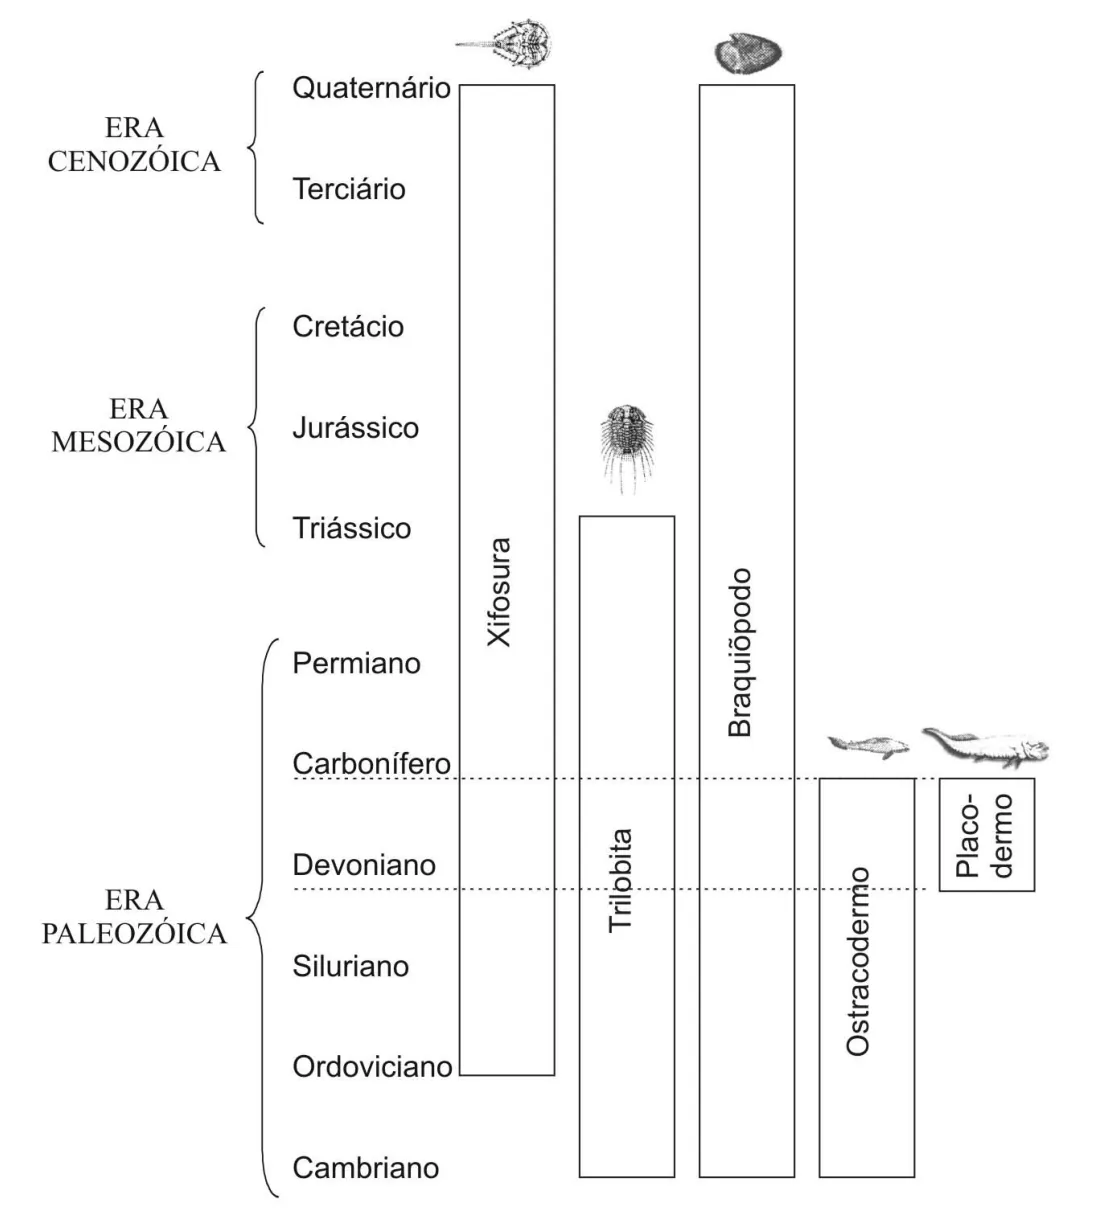 Quaternário
ERA
CENOZÓICA
Terciário
Cretácio
ERA
MESOZÓICA
Jurássico
Triássico
Permiano
Carbonífero
Devoniano
ERA
PALEOZÓICA
Siluriano
Ordoviciano
Cambriano
Xifosura
Trilobita
Braquiõpodo
Ostracodermo
Placo-
dermo